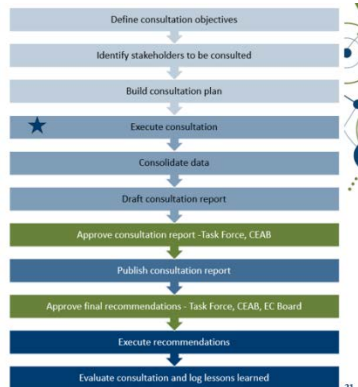 Define consultation objectives
Identify stakeholders to be consulted
Build consultation plan
Execute consultation
Consolidate data
Draft consultation report
Approve consultation report -Task Force, CEAB
Publish consultation report
Approve final recommendations - Task Force, CEAB, EC Board
Execute recommendations
Evaluate consultation and log lessons learned